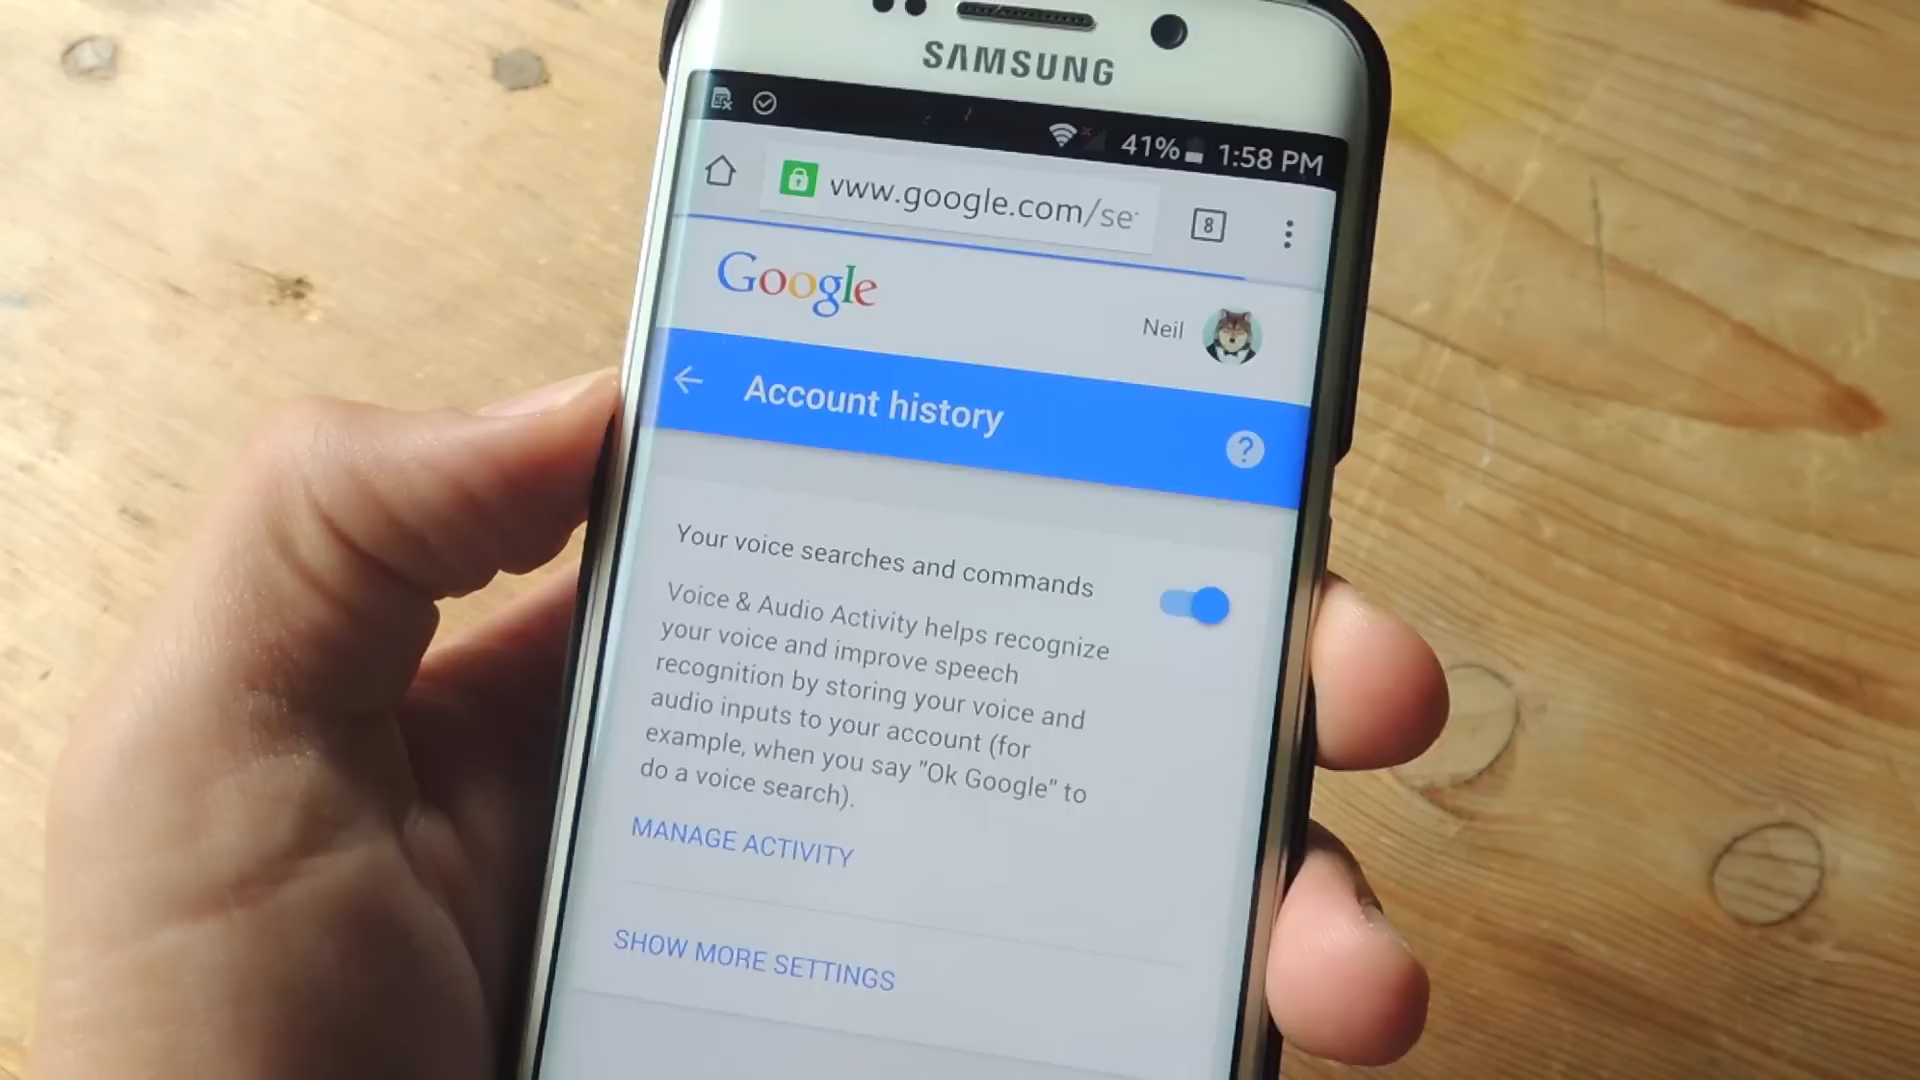 SAMSUNG
41% 1:58 PM
www.google.com/se
8
Google
Neil
Account history
?
Your voice searches and commands
Voice & Audio Activity helps recognize
your voice and improve speech
recognition by storing your voice and
audio inputs to your account (for
example, when you say "Ok Google" to
do a voice search).
MANAGE ACTIVITY
SHOW MORE SETTINGS